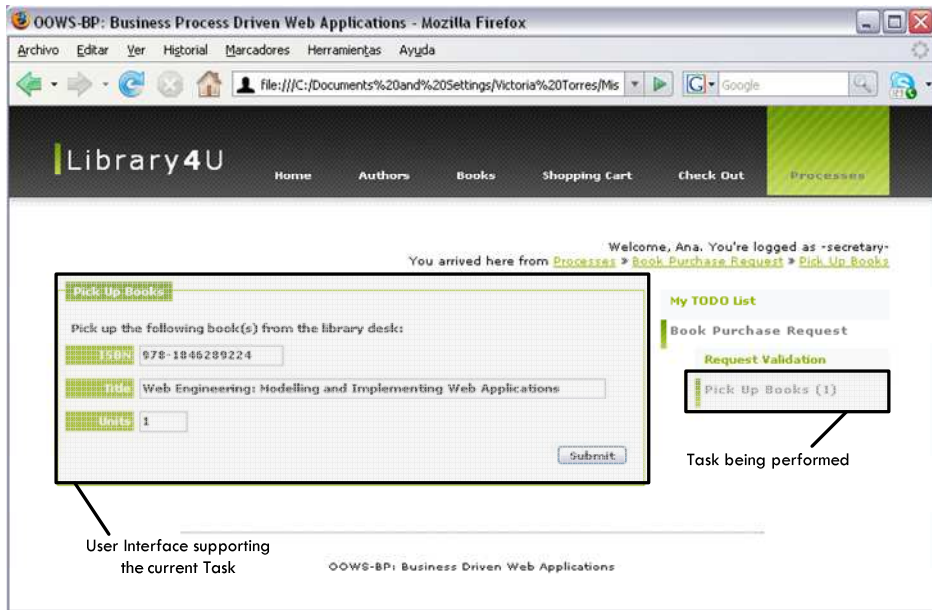 OOWS-BP: Business Process Driven Web Applications - Mozilla Firefox
Archivo Editar Ver Historial Marcadores Herramientas Ayuda
file:///C:/Documents%20and%20Settings/Victoria%20Torres/Mis
G Google
Library4U
Home Authors Books Shopping Cart Check Out Processes
Welcome, Ana. You're logged as -secretary-
You arrived here from Processes » Book Purchase Request » Pick Up Books
Pick Up Books
Pick up the following book(s) from the library desk:
ISBN 978-1846289224
Title Web Engineering: Modelling and Implementing Web Applications
Units 1
Submit
My TODO List
Book Purchase Request
Request Validation
Pick Up Books (1)
Task being performed
User Interface supporting
the current Task
OOWS-BP: Business Driven Web Applications